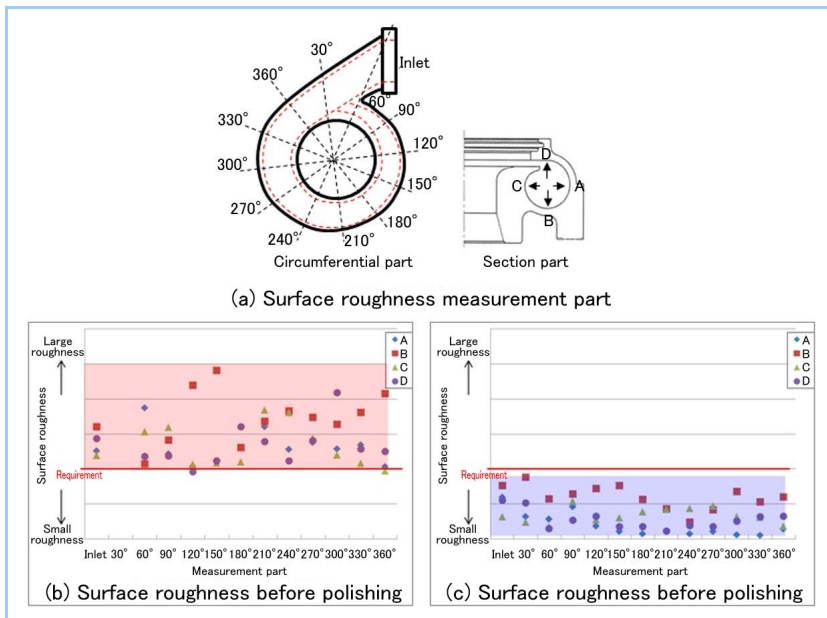 30°
360°
Inlet
60°
90°
330°
120°
300°
150°
270°
180°
240°
210°
D
C
A
B
Circumferential part
Section part
(a) Surface roughness measurement part
Large roughness
Surface roughness
Requirement
Small roughness
A
B
C
D
Inlet 30° 60° 90° 120°150° 180° 210°240° 270° 300°330° 360°
Measurement part
(b) Surface roughness before polishing
Large roughness
Surface roughness
Requirement
Small roughness
A
B
C
D
Inlet 30° 60° 90° 120°150° 180° 210°240° 270° 300°330° 360°
Measurement part
(c) Surface roughness before polishing